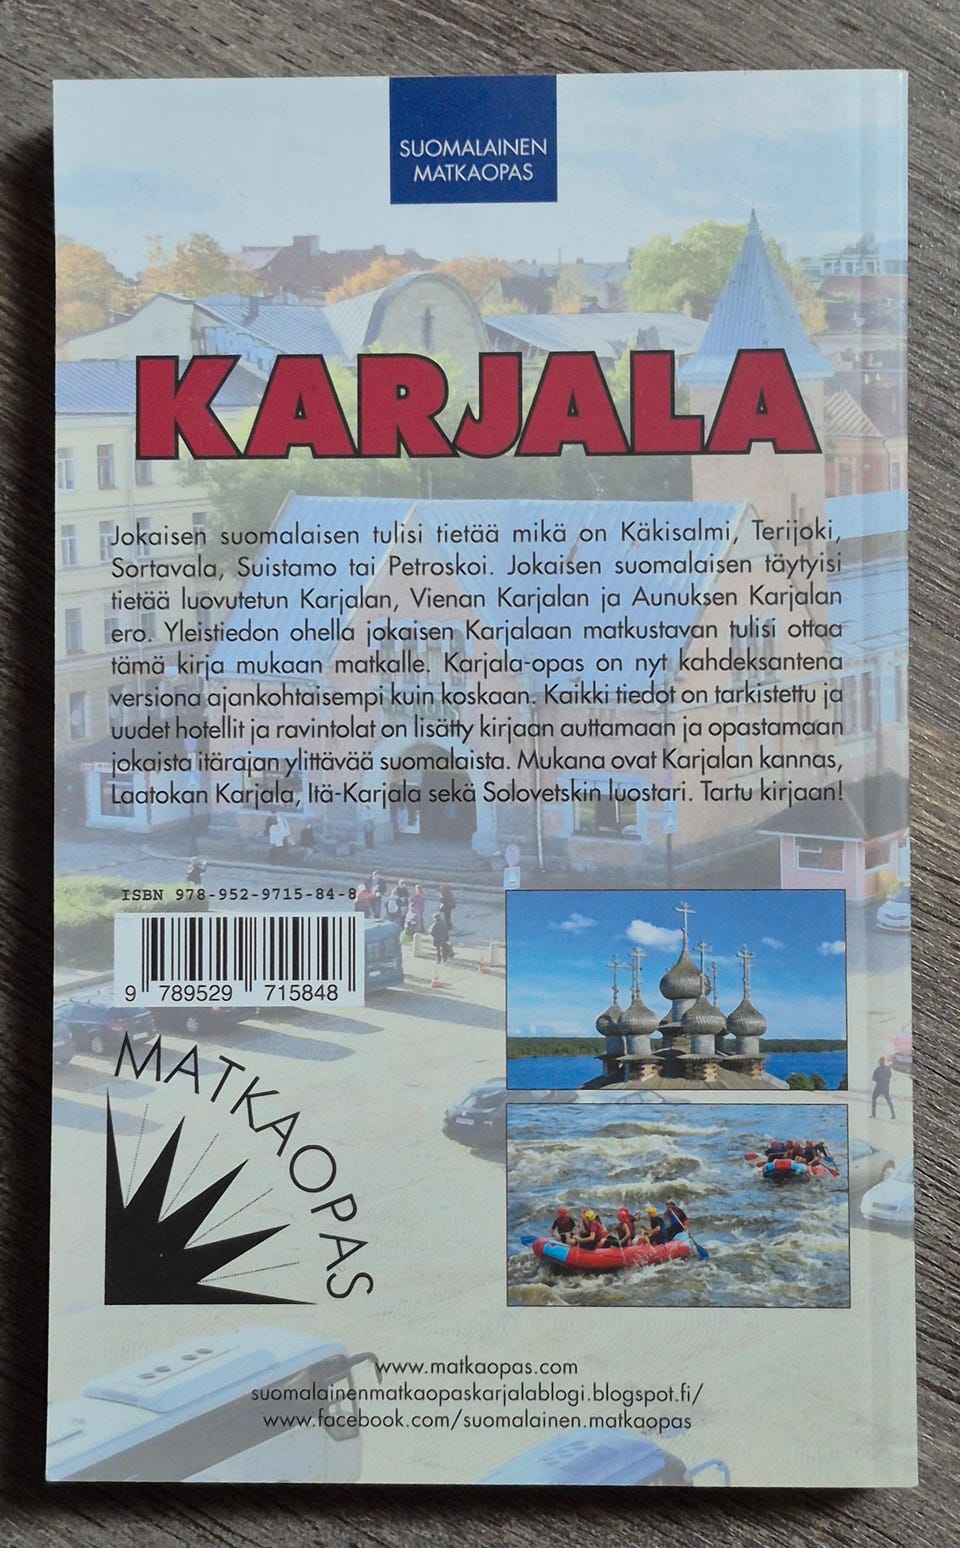 SUOMALAINEN
MATKAOPAS
KARJALA
Jokaisen suomalaisen tulisi tietää mikä on Käkisalmi, Terijoki,
Sortavala, Suistamo tai Petroskoi. Jokaisen suomalaisen täytyisi
tietää luovutetun Karjalan, Vienan Karjalan ja Aunuksen Karjalan
ero. Yleistiedon ohella jokaisen Karjalaan matkustavan tulisi ottaa
tämä kirja mukaan matkalle. Karjala-opas on nyt kahdeksantena
versiona ajankohtaisempi kuin koskaan. Kaikki tiedot on tarkistettu ja
uudet hotellit ja ravintolat on lisätty kirjaan auttamaan ja opastamaan
jokaista itärajan ylittävää suomalaista. Mukana ovat Karjalan kannas,
Laatokan Karjala, Itä-Karjala sekä Solovetskin luostari. Tartu kirjaan!
ISBN 978-952-9715-84-8
9 789529 715848
MATKAOPAS
www.matkaopas.com
suomalainenmatkaopaskarjalablogi.blogspot.fi/
www.facebook.com/suomalainen.matkaopas